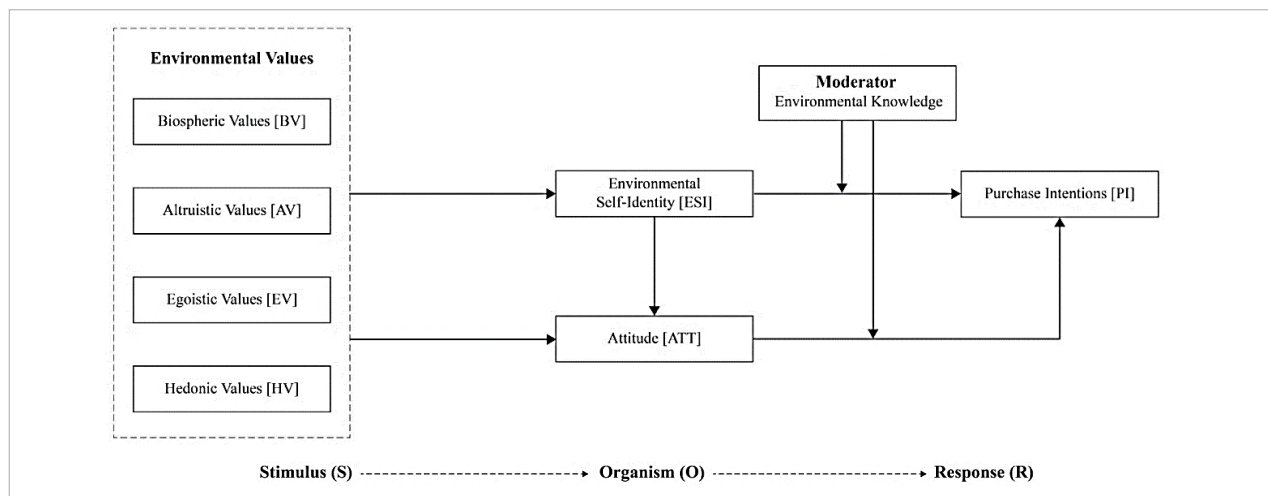 Environmental Values
Biospheric Values [BV]
Altruistic Values [AV]
Egoistic Values [EV]
Hedonic Values [HV]
Environmental
Self-Identity [ESI]
Attitude [ATT]
Moderator
Environmental Knowledge
Purchase Intentions [PI]
Stimulus (S)
Organism (O)
Response (R)